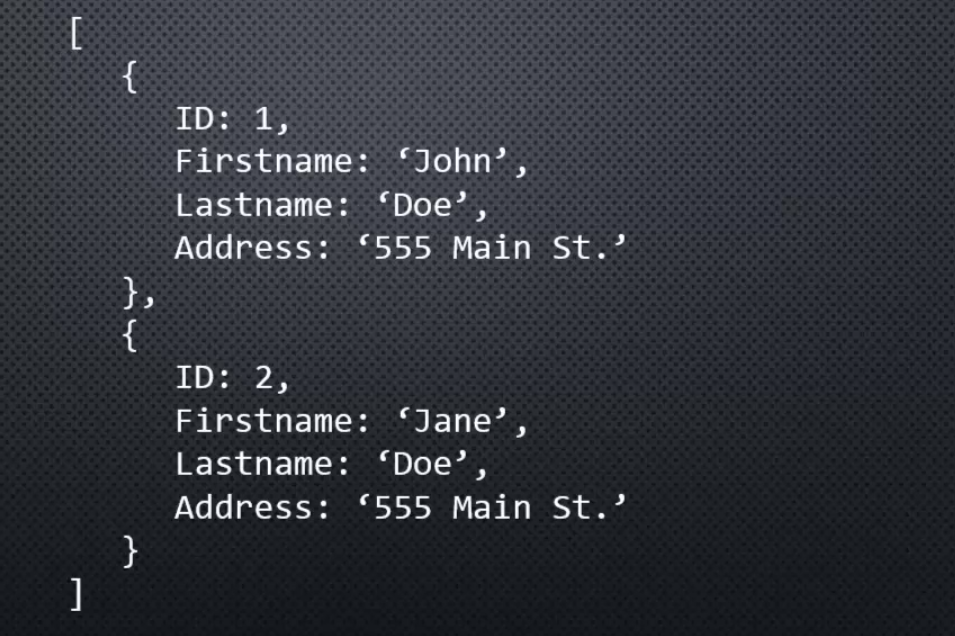 [
{
ID: 1,
Firstname: ‘John’,
Lastname: ‘Doe’,
Address: ‘555 Main St.’
},
{
ID: 2,
Firstname: ‘Jane’,
Lastname: ‘Doe’,
Address: ‘555 Main St.’
}
]